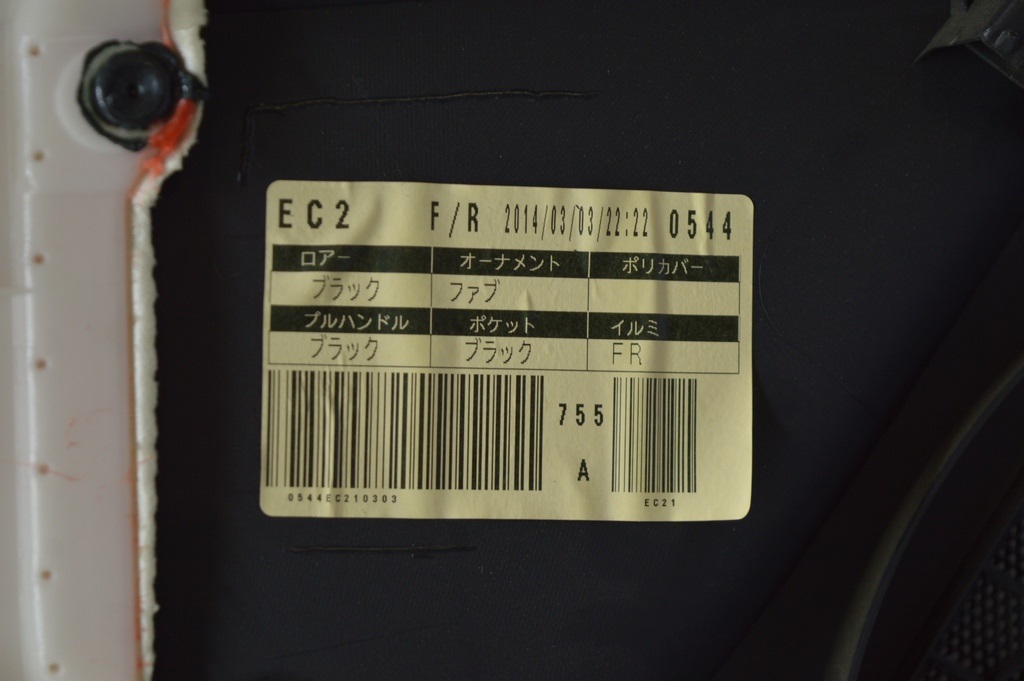 EC2 F/R 2014/03/03/22:22 0544
ロアー オーナメント ポリカバー
ブラック ファブ
プルハンドル ポケット イルミ
ブラック ブラック FR
755
A
0544EC210303 EC21